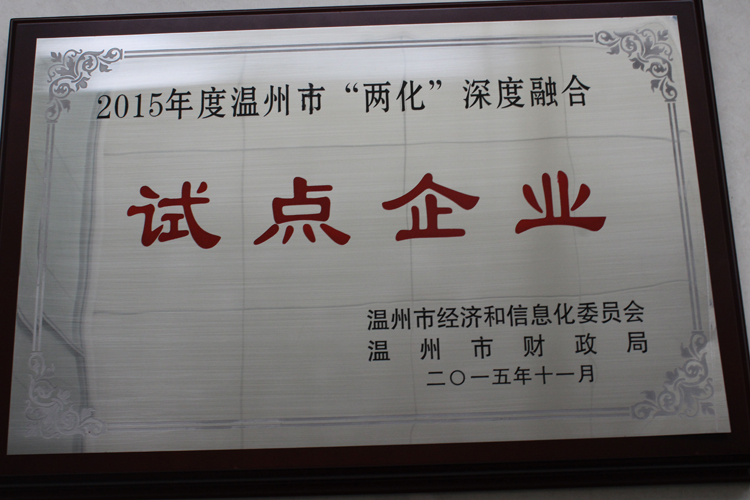 2015年度温州市“两化”深度融合
试点企业
温州市经济和信息化委员会
温州市财政局
二〇一五年十一月